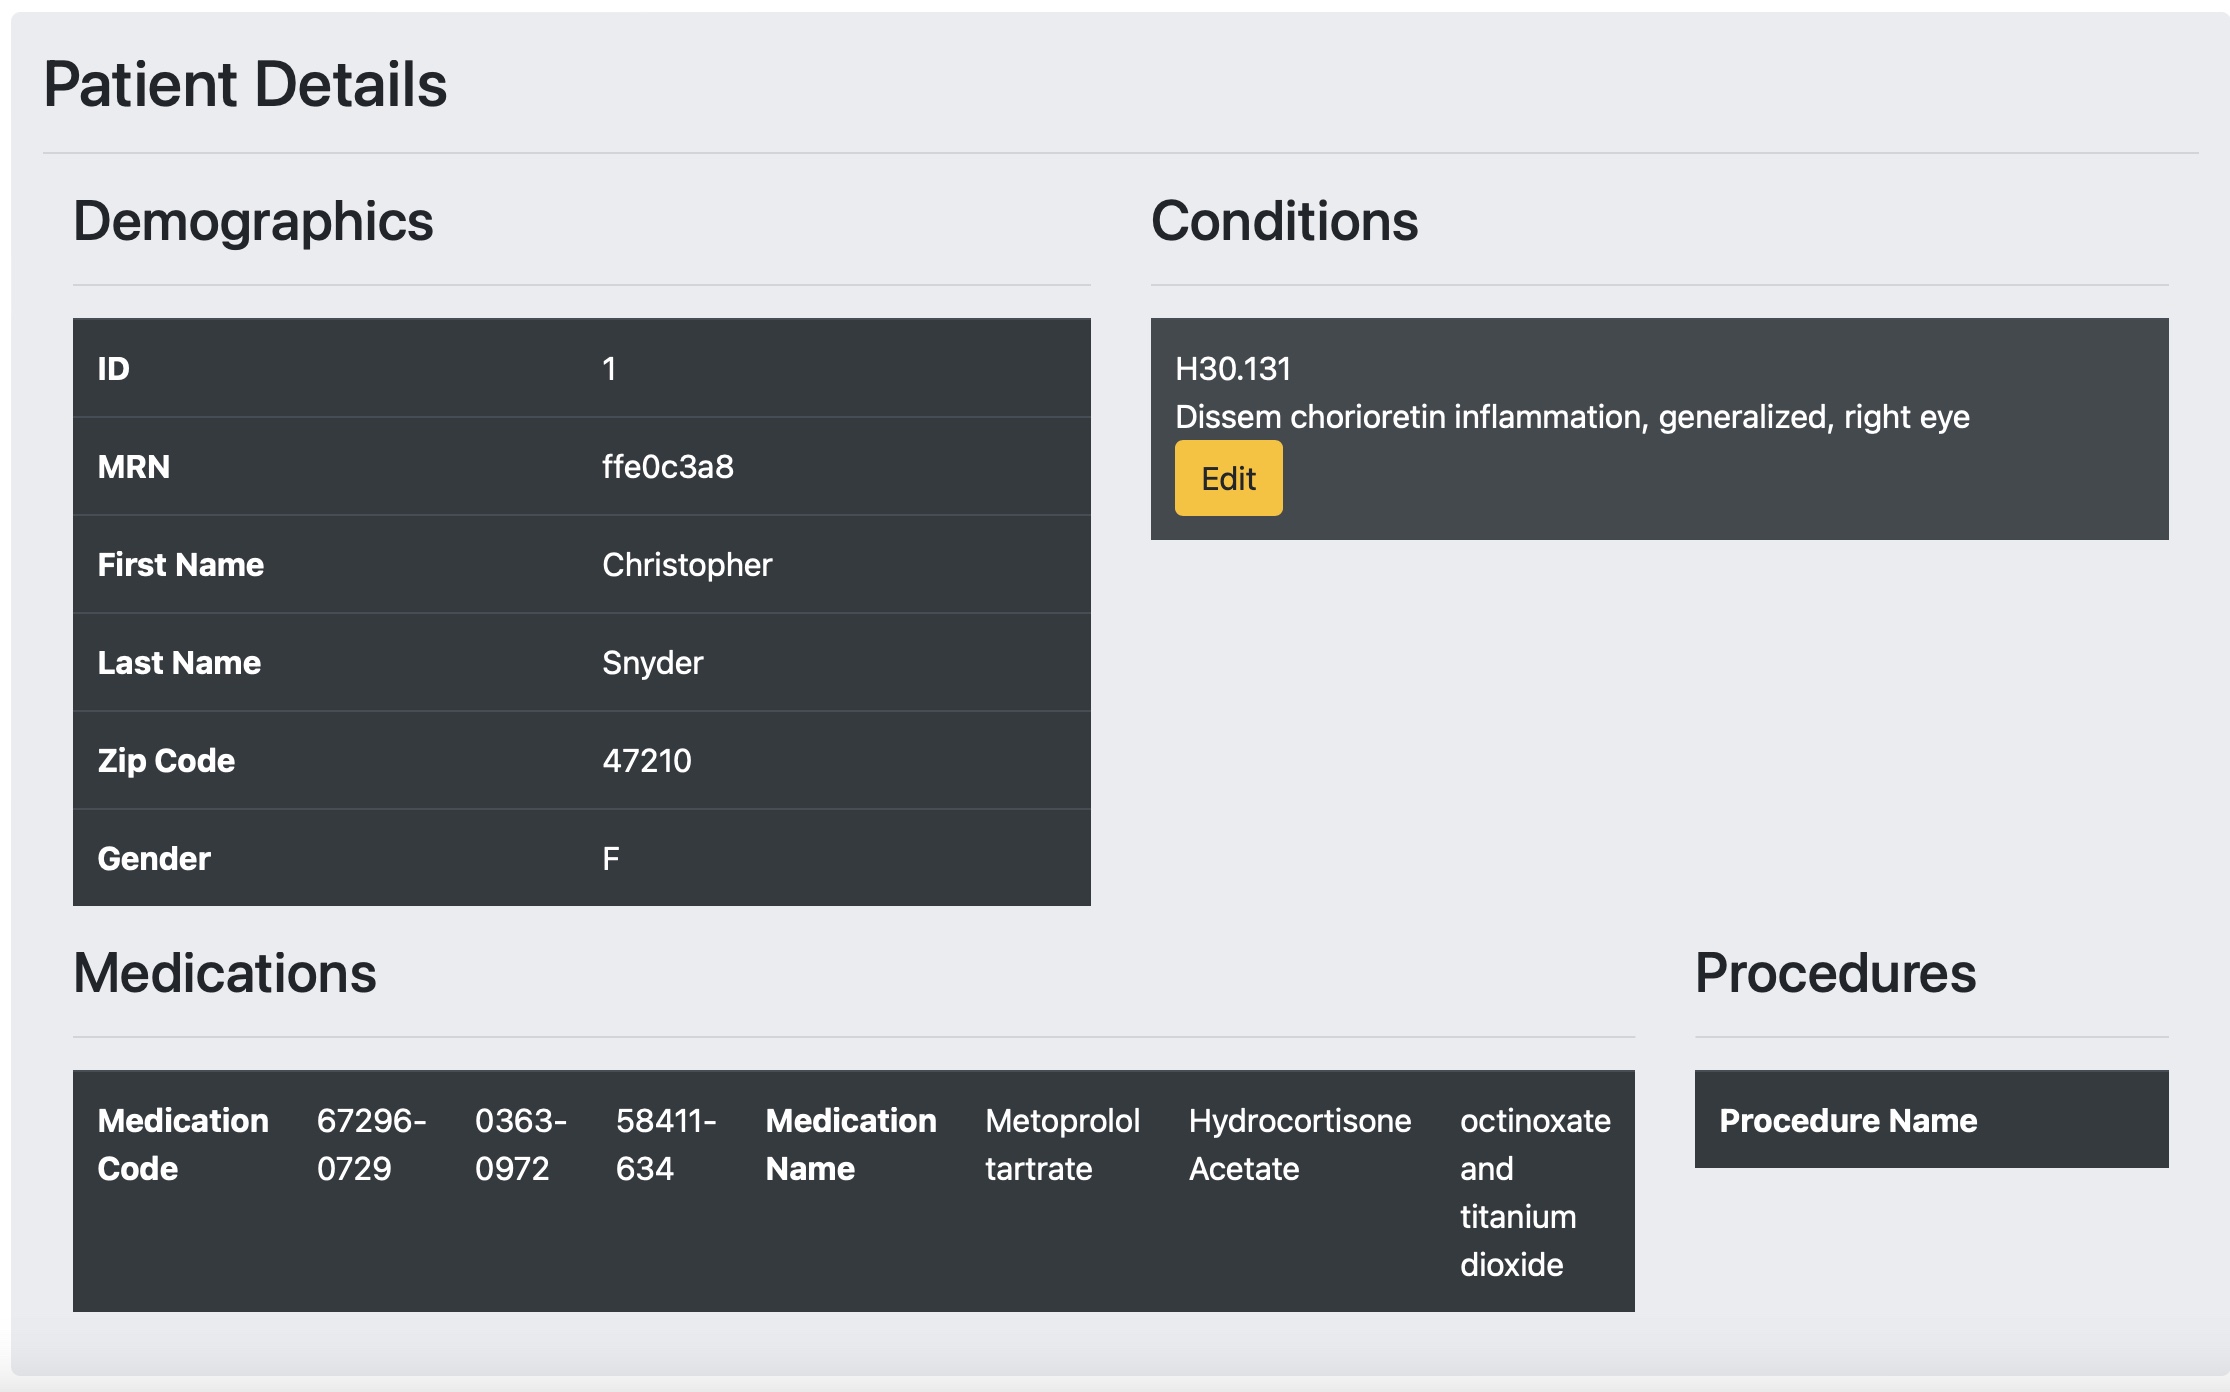 Patient Details
Demographics
ID 1
MRN ffe0c3a8
First Name Christopher
Last Name Snyder
Zip Code 47210
Gender F
Conditions
H30.131
Dissem chorioretin inflammation, generalized, right eye
Edit
Medications
Medication 67296- 0363- 58411- Medication Metoprolol Hydrocortisone octinoxate
Code 0729 0972 634 Name tartrate Acetate and
titanium
dioxide
Procedures
Procedure Name